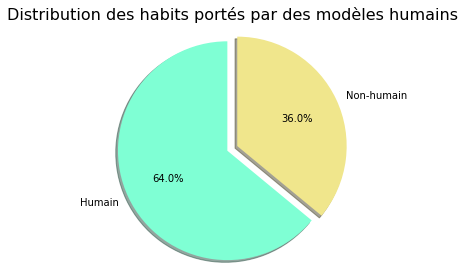 Distribution des habits portés par des modèles humains
Non-humain
36.0%
64.0%
Humain